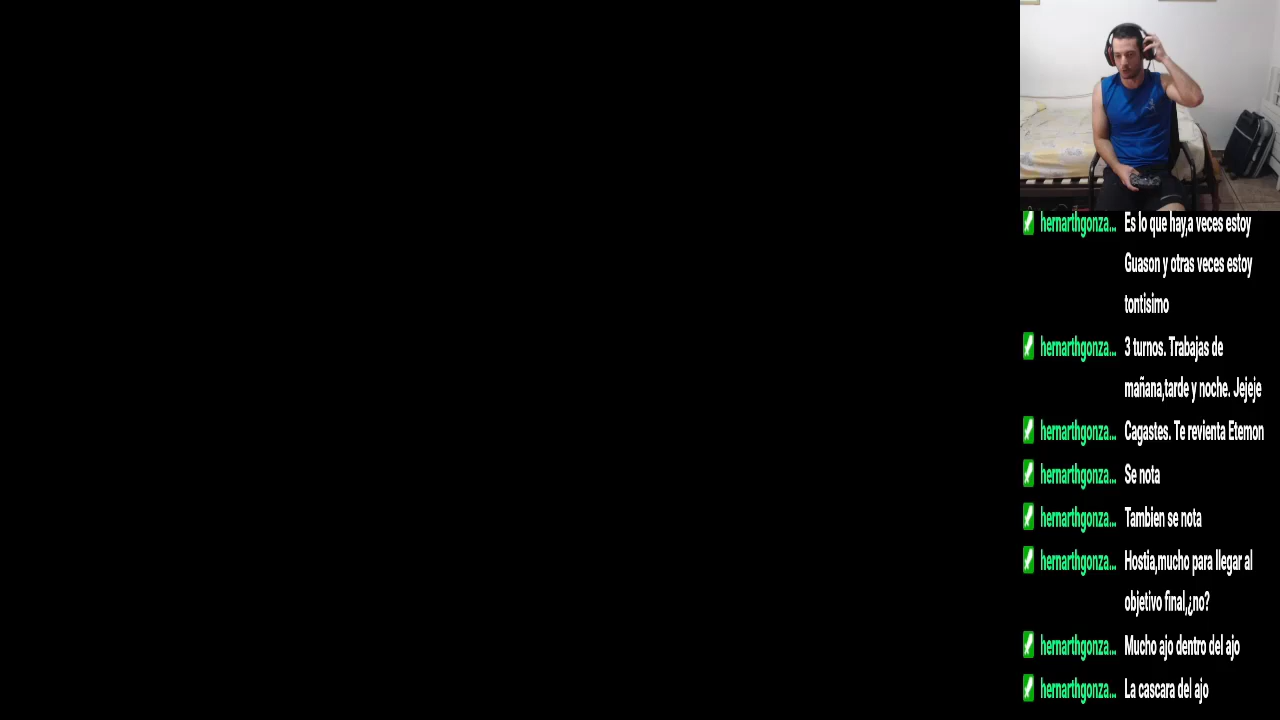 hernarthgonza... Es lo que hay,a veces estoy
Guason y otras veces estoy
tontisimo
hernarthgonza... 3 turnos. Trabajas de
mañana,tarde y noche. Jejeje
hernarthgonza... Cagastes. Te revienta Etemon
hernarthgonza... Se nota
hernarthgonza... Tambien se nota
hernarthgonza... Hostia,mucho para llegar al
objetivo final,¿no?
hernarthgonza... Mucho ajo dentro del ajo
hernarthgonza... La cascara del ajo